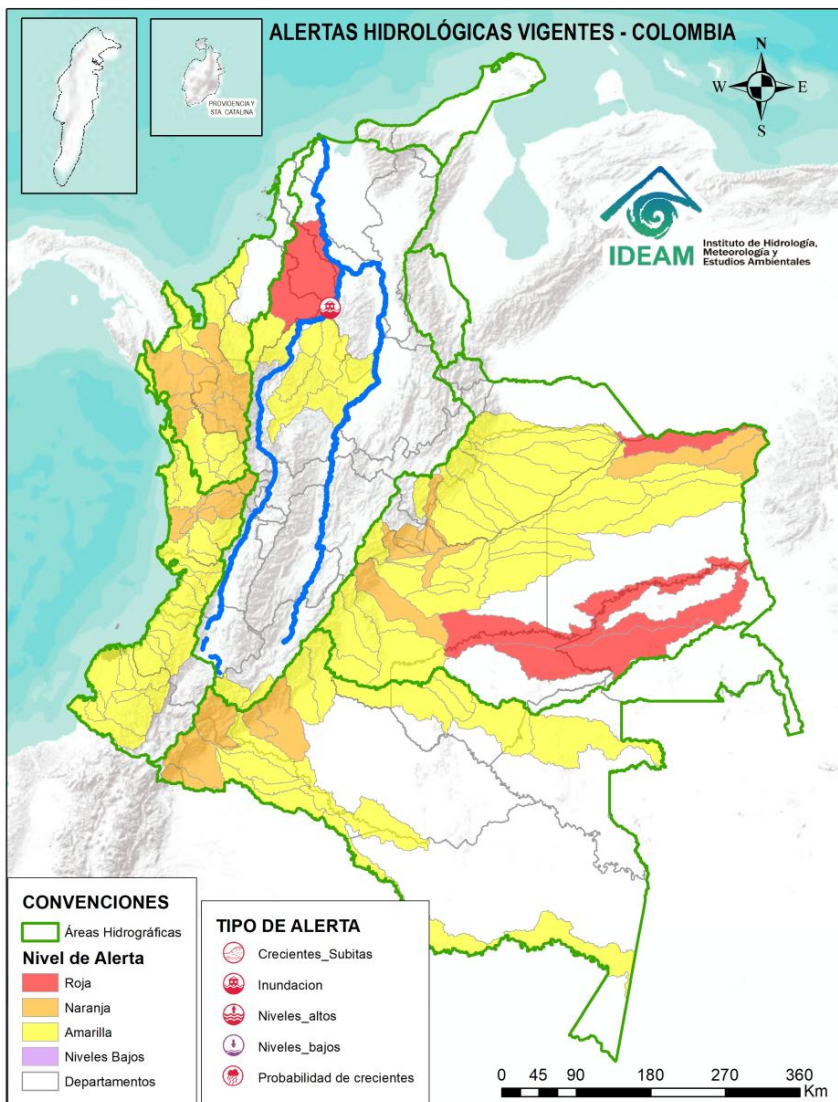 ALERTAS HIDROLÓGICAS VIGENTES - COLOMBIA
PROVIDENCIA Y
STA. CATALINA
N
W
E
S
IDEAM
Instituto de Hidrología,
Meteorología y
Estudios Ambientales
CONVENCIONES
Áreas Hidrográficas
Nivel de Alerta
Roja
Naranja
Amarilla
Niveles Bajos
Departamentos
TIPO DE ALERTA
Crecientes_Subitas
Inundacion
Niveles_altos
Niveles_bajos
Probabilidad de crecientes
0 45 90 180 270 360
Km